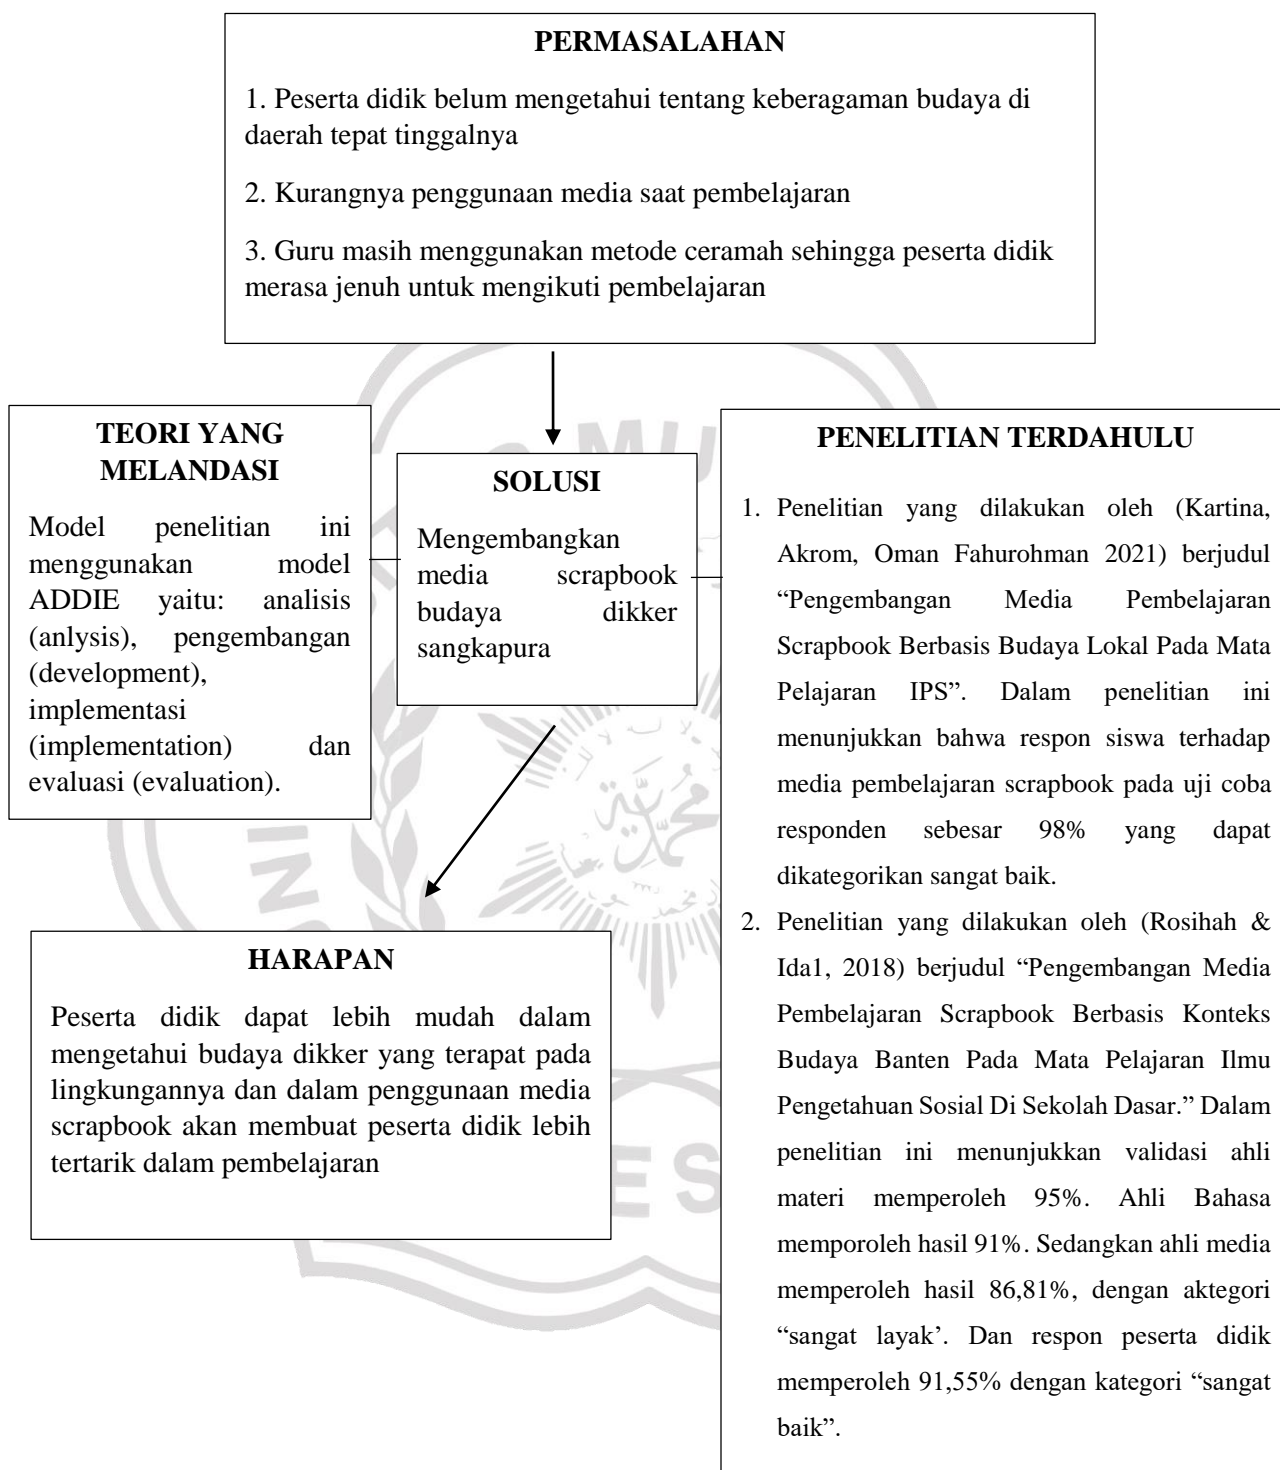 PERMASALAHAN
1. Peserta didik belum mengetahui tentang keberagaman budaya di
daerah tepat tinggalnya
2. Kurangnya penggunaan media saat pembelajaran
3. Guru masih menggunakan metode ceramah sehingga peserta didik
merasa jenuh untuk mengikuti pembelajaran
TEORI YANG
MELANDASI
Model penelitian ini
menggunakan model
ADDIE yaitu: analisis
(anlysis), pengembangan
(development),
implementasi
(implementation) dan
evaluasi (evaluation).
SOLUSI
Mengembangkan
media scrapbook
budaya dikker
sangkapura
PENELITIAN TERDAHULU
1. Penelitian yang dilakukan oleh (Kartina,
Akrom, Oman Fahurohman 2021) berjudul
“Pengembangan Media Pembelajaran
Scrapbook Berbasis Budaya Lokal Pada Mata
Pelajaran IPS”. Dalam penelitian ini
menunjukkan bahwa respon siswa terhadap
media pembelajaran scrapbook pada uji coba
responden sebesar 98% yang dapat
dikategorikan sangat baik.
2. Penelitian yang dilakukan oleh (Rosihah &
Ida1, 2018) berjudul “Pengembangan Media
Pembelajaran Scrapbook Berbasis Konteks
Budaya Banten Pada Mata Pelajaran Ilmu
Pengetahuan Sosial Di Sekolah Dasar.” Dalam
penelitian ini menunjukkan validasi ahli
materi memperoleh 95%. Ahli Bahasa
memporoleh hasil 91%. Sedangkan ahli media
memperoleh hasil 86,81%, dengan aktegori
“sangat layak’. Dan respon peserta didik
memperoleh 91,55% dengan kategori “sangat
baik”.
HARAPAN
Peserta didik dapat lebih mudah dalam
mengetahui budaya dikker yang terapat pada
lingkungannya dan dalam penggunaan media
scrapbook akan membuat peserta didik lebih
tertarik dalam pembelajaran